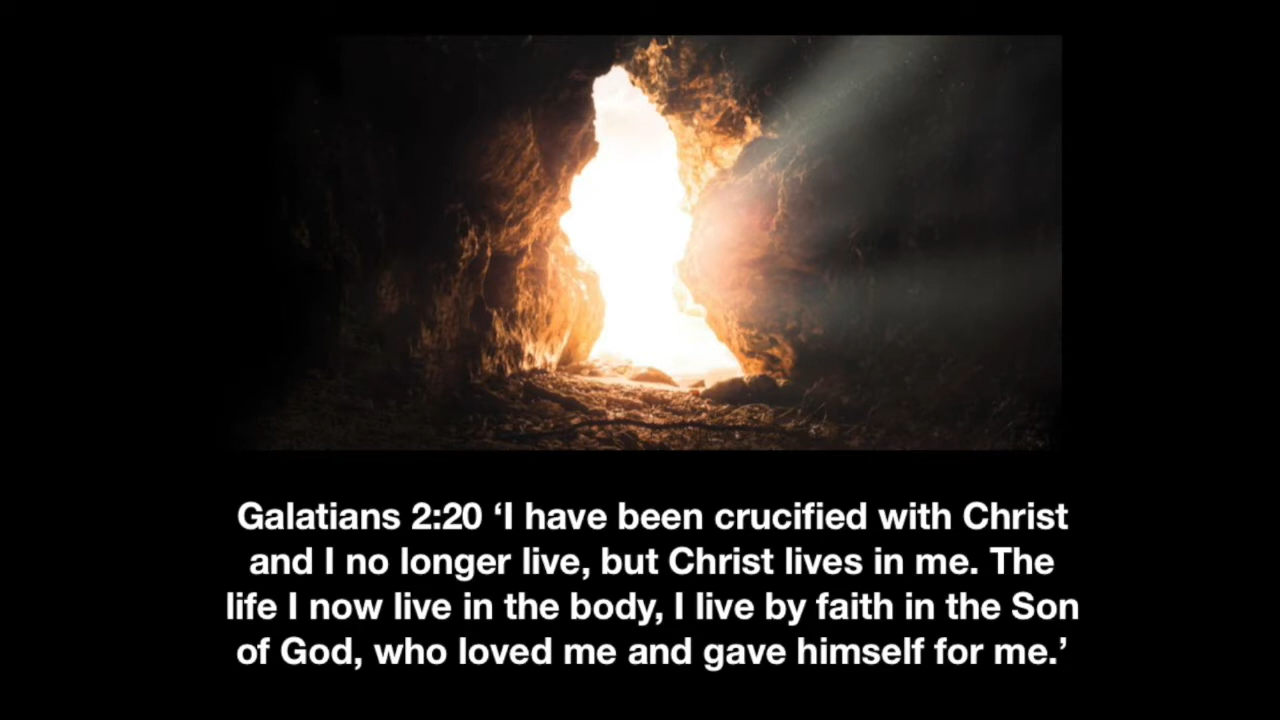 Galatians 2:20 ‘I have been crucified with Christ
and I no longer live, but Christ lives in me. The
life I now live in the body, I live by faith in the Son
of God, who loved me and gave himself for me.’